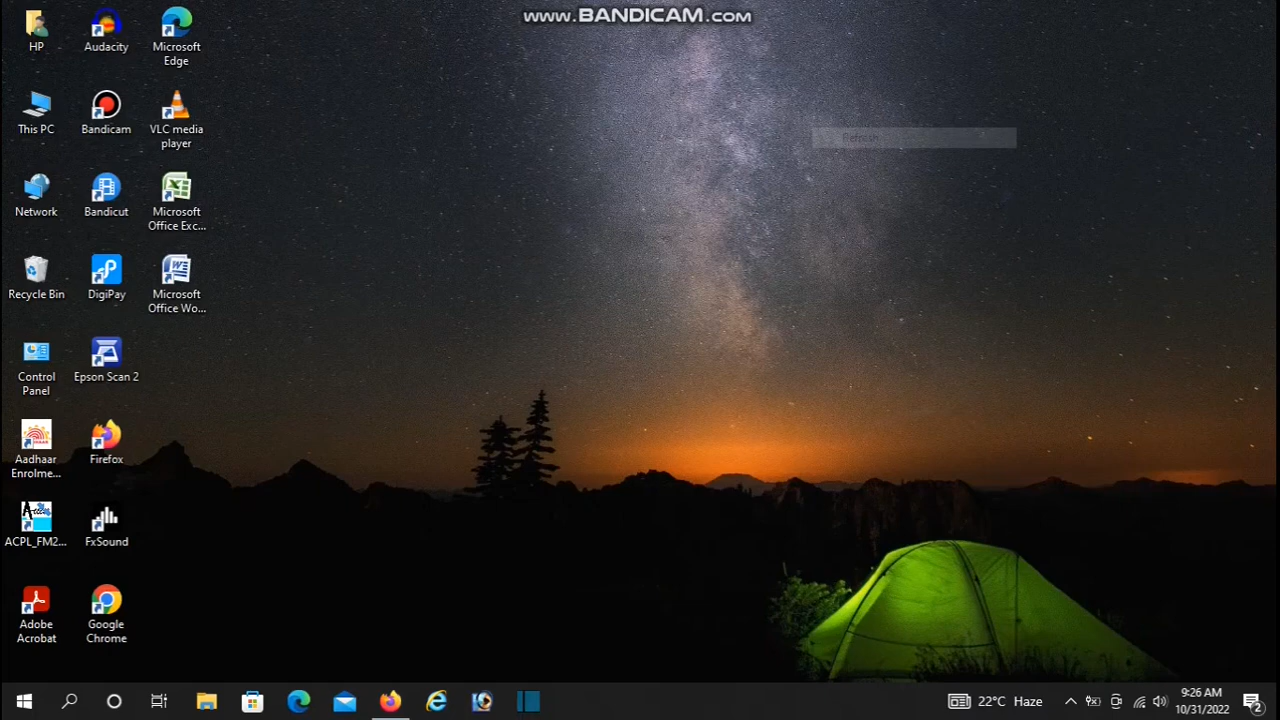 www.BANDICAM.com
HP
Audacity
Microsoft
Edge
Refresh
This PC
Bandicam
VLC media
player
Network
Bandicut
Microsoft
Office Exc...
Recycle Bin
DigiPay
Microsoft
Office Wo...
Control
Panel
Epson Scan 2
Aadhaar
Enrolme...
Firefox
ACPL_FM2...
FxSound
Adobe
Acrobat
Google
Chrome
22°C Haze
9:26 AM
10/31/2022
2